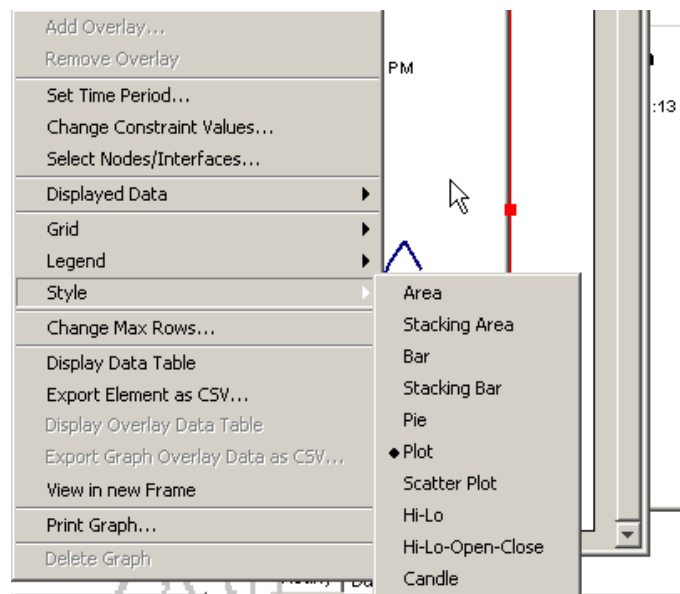 Add Overlay...
Remove Overlay
PM
:13
Set Time Period...
Change Constraint Values...
Select Nodes/Interfaces...
Displayed Data
Grid
Legend
Style
Change Max Rows...
Display Data Table
Export Element as CSV...
Display Overlay Data Table
Export Graph Overlay Data as CSV...
View in new Frame
Print Graph...
Delete Graph
Area
Stacking Area
Bar
Stacking Bar
Pie
Plot
Scatter Plot
Hi-Lo
Hi-Lo-Open-Close
Candle